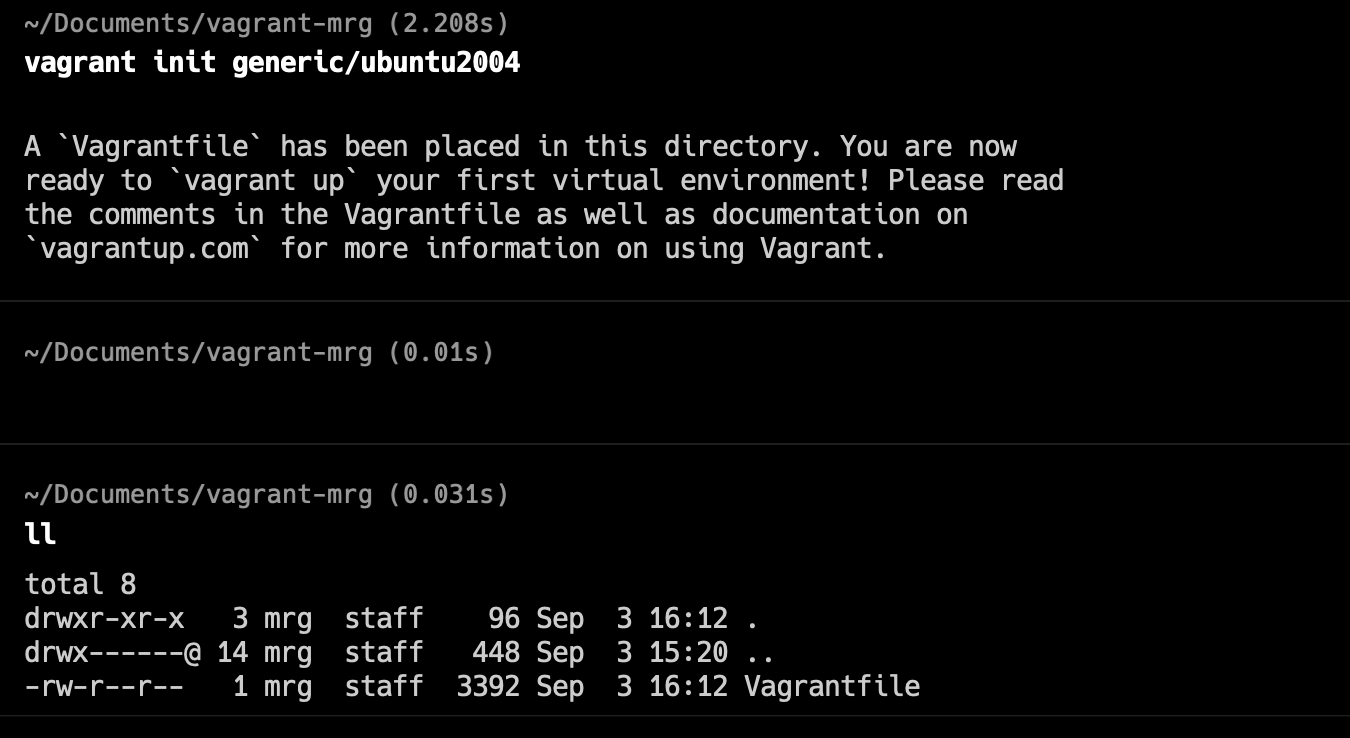 ~/Documents/vagrant-mrg (2.208s)
vagrant init generic/ubuntu2004
A `Vagrantfile` has been placed in this directory. You are now
ready to `vagrant up` your first virtual environment! Please read
the comments in the Vagrantfile as well as documentation on
`vagrantup.com` for more information on using Vagrant.
~/Documents/vagrant-mrg (0.01s)
~/Documents/vagrant-mrg (0.031s)
ll
total 8
drwxr-xr-x   3 mrg  staff    96 Sep  3 16:12 .
drwx------@ 14 mrg  staff   448 Sep  3 15:20 ..
-rw-r--r--   1 mrg  staff  3392 Sep  3 16:12 Vagrantfile